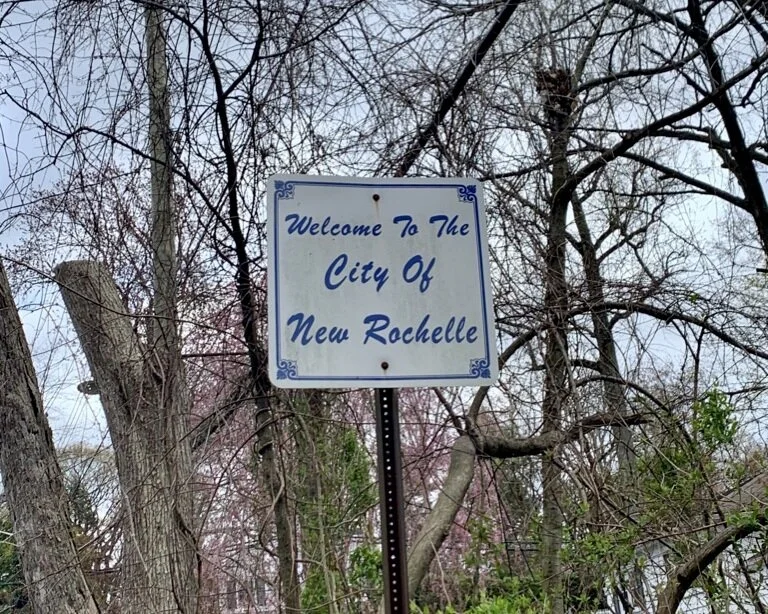 Welcome To The
City Of
New Rochelle